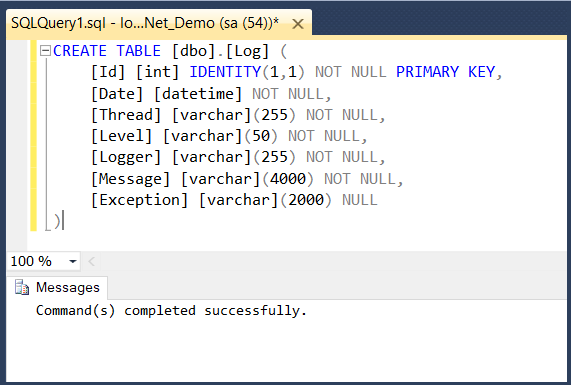 SQLQuery1.sql - lo...Net_Demo (sa (54))*
CREATE TABLE [dbo].[Log] (
[Id] [int] IDENTITY(1,1) NOT NULL PRIMARY KEY,
[Date] [datetime] NOT NULL,
[Thread] [varchar](255) NOT NULL,
[Level] [varchar](50) NOT NULL,
[Logger] [varchar](255) NOT NULL,
[Message] [varchar](4000) NOT NULL,
[Exception] [varchar](2000) NULL
)
100 %
Messages
Command(s) completed successfully.